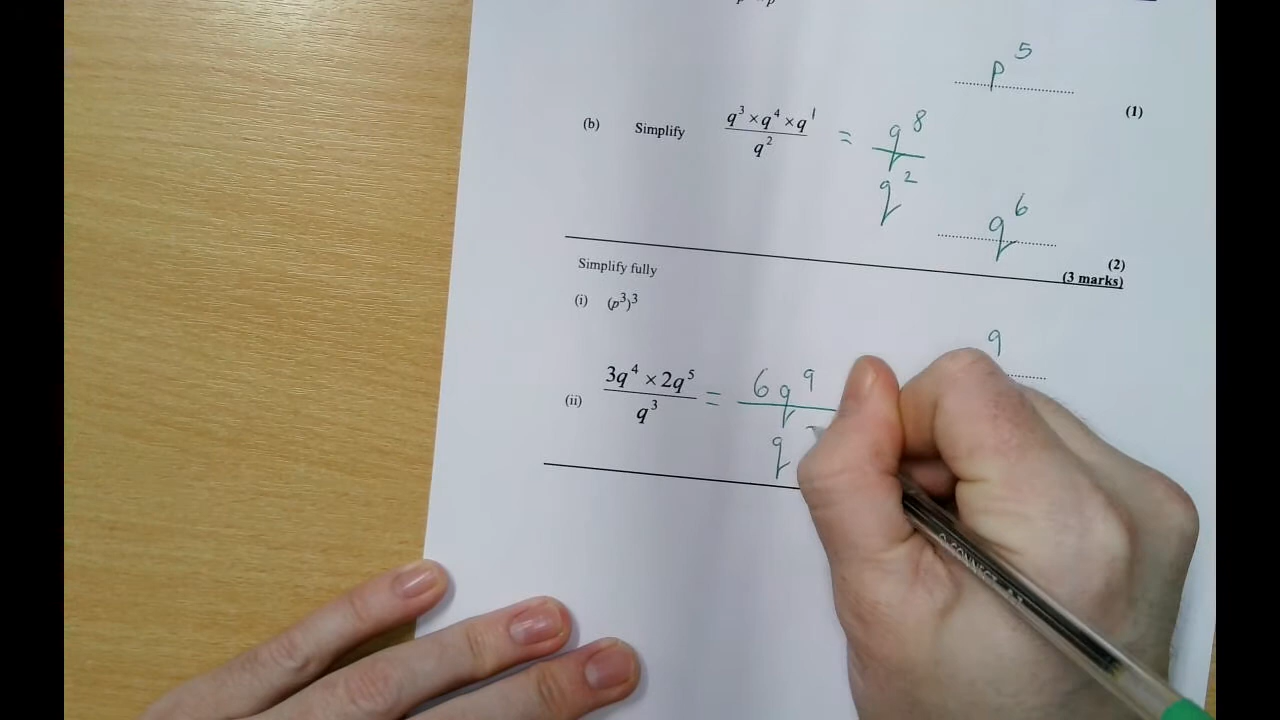 p⁵
(1)
(b) Simplify (q³ × q⁴ × q¹)/q² = q⁸/q²
q⁶
(2)
(3 marks)
Simplify fully
(i) (p³)³
9
(ii) (3q⁴ × 2q⁵)/q³ = 6q⁹/q
CONNECT